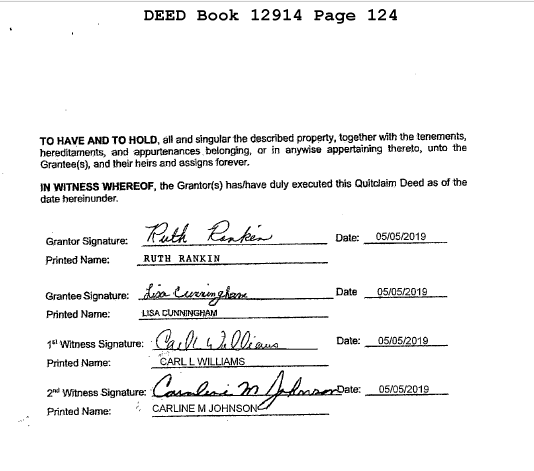 DEED Book 12914 Page 124
TO HAVE AND TO HOLD, all and singular the described property, together with the tenements,
hereditaments, and appurtenances belonging, or in anywise appertaining thereto, unto the
Grantee(s), and their heirs and assigns forever.
IN WITNESS WHEREOF, the Grantor(s) has/have duly executed this Quitclaim Deed as of the
date hereinunder.
Grantor Signature: Ruth Rankin Date: 05/05/2019
Printed Name: RUTH RANKIN
Grantee Signature: Lisa Cunningham Date 05/05/2019
Printed Name: LISA CUNNINGHAM
1st Witness Signature: Carl L Williams Date: 05/05/2019
Printed Name: CARL L WILLIAMS
2nd Witness Signature: Caroline M Johnson Date: 05/05/2019
Printed Name: CARLINE M JOHNSON